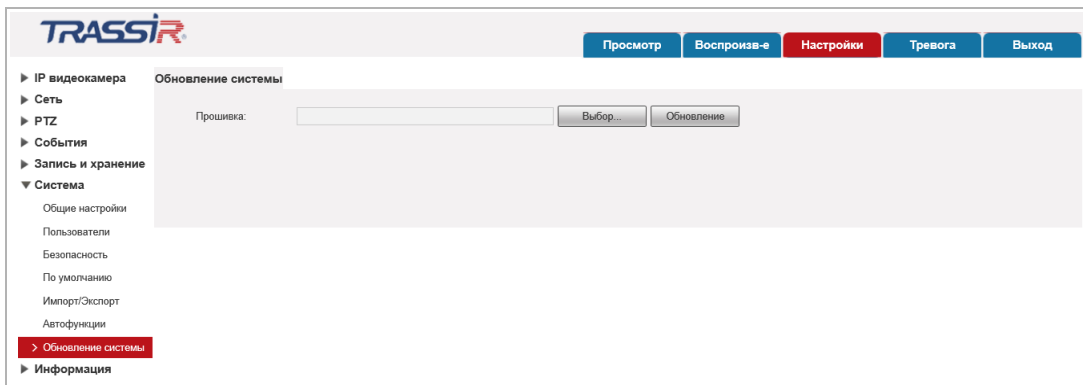 TRASSIR
Просмотр Воспроизв-е Настройки Тревога Выход
IP видеокамера
Сеть
PTZ
События
Запись и хранение
Система
Общие настройки
Пользователи
Безопасность
По умолчанию
Импорт/Экспорт
Автофункции
> Обновление системы
Информация
Обновление системы
Прошивка: Выбор... Обновление